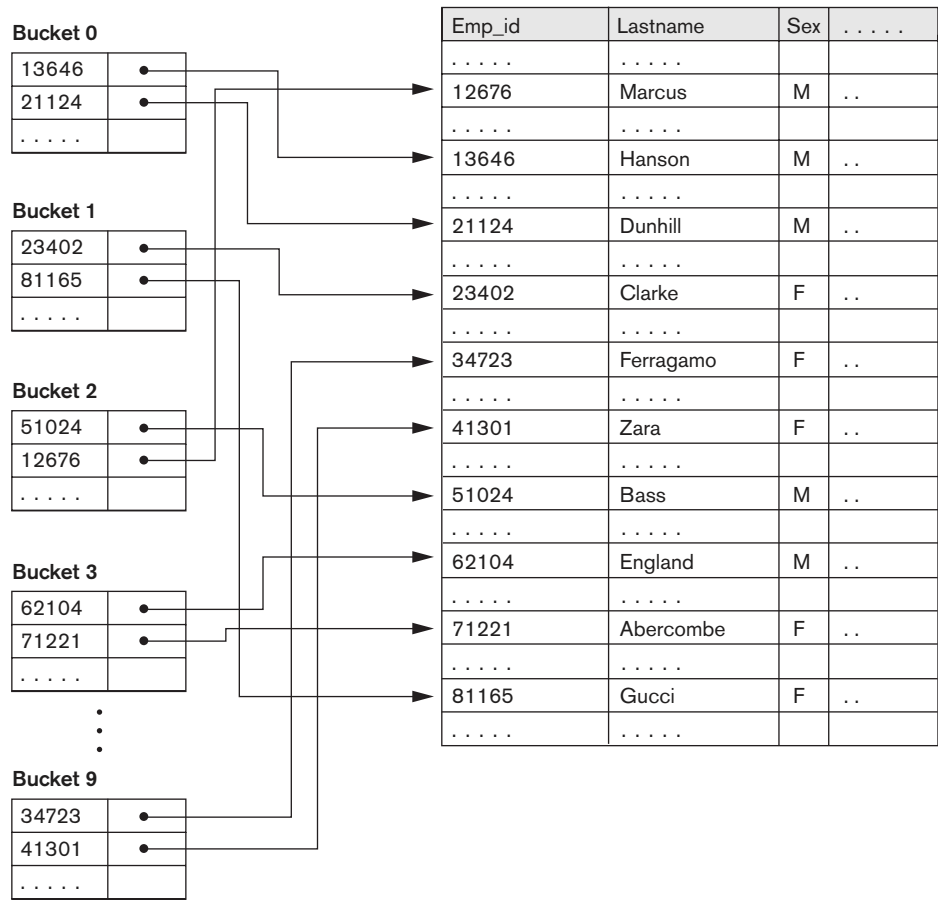 Bucket 0
13646
21124
. . . . .
Bucket 1
23402
81165
. . . . .
Bucket 2
51024
12676
. . . . .
Bucket 3
62104
71221
. . . . .
Bucket 9
34723
41301
. . . . .
Emp_id Lastname Sex . . . . .
. . . . . . . . . .
12676 Marcus M . .
. . . . . . . . . .
13646 Hanson M . .
. . . . . . . . . .
21124 Dunhill M . .
. . . . . . . . . .
23402 Clarke F . .
. . . . . . . . . .
34723 Ferragamo F . .
. . . . . . . . . .
41301 Zara F . .
. . . . . . . . . .
51024 Bass M . .
. . . . . . . . . .
62104 England M . .
. . . . . . . . . .
71221 Abercombe F . .
. . . . . . . . . .
81165 Gucci F . .
. . . . . . . . . .